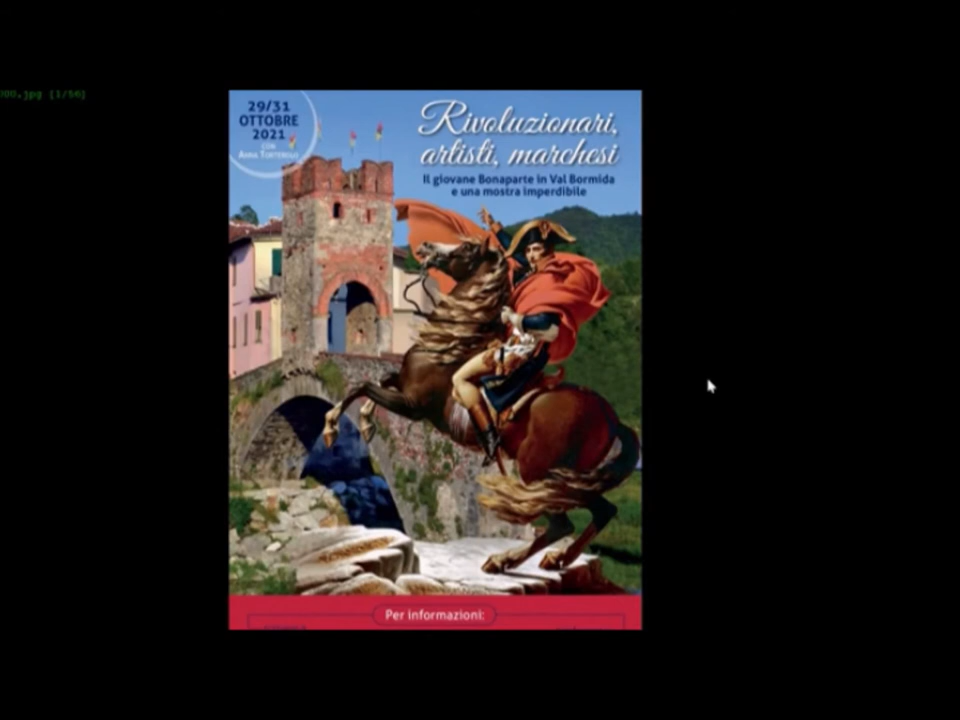 000.jpg [1/56]
29/31
OTTOBRE
2021
CON
ANNA TORTEROLO
Rivoluzionari,
artisti, marchesi
Il giovane Bonaparte in Val Bormida
e una mostra imperdibile
Per informazioni: